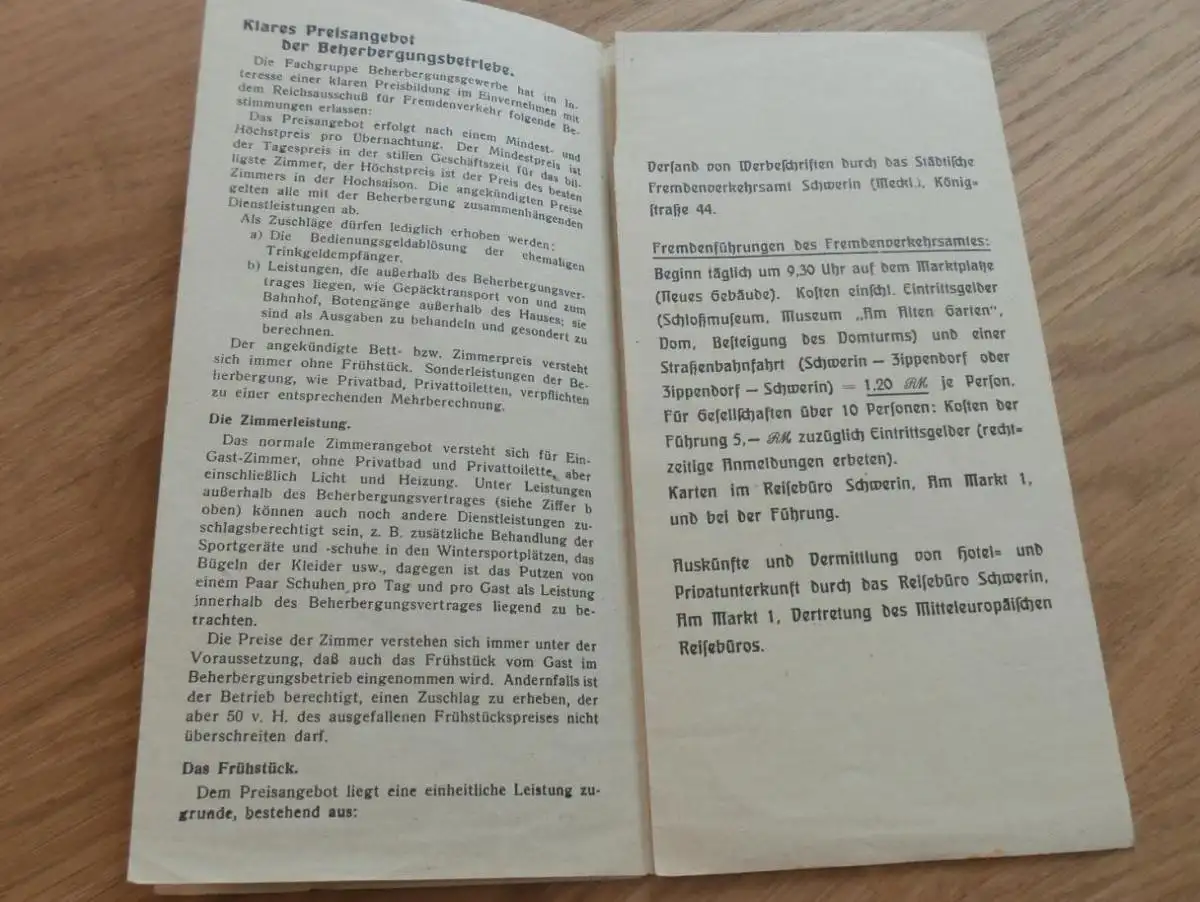 Klares Preisangebot
der Beherbergungsbetriebe.
Die Fachgruppe Beherbergungsgewerbe hat im In-
teresse einer klaren Preisbildung im Einvernehmen mit
dem Reichsausschuß für Fremdenverkehr folgende Be-
stimmungen erlassen:
Das Preisangebot erfolgt nach einem Mindest- und
Höchstpreis pro Übernachtung. Der Mindestpreis ist
der Tagespreis in der stillen Geschäftszeit für das bil-
ligste Zimmer, der Höchstpreis ist der Preis des besten
Zimmers in der Hochsaison. Die angekündigten Preise
gelten alle mit der Beherbergung zusammenhängenden
Dienstleistungen ab.
Als Zuschläge dürfen lediglich erhoben werden:
a) Die Bedienungsgeldablösung der ehemaligen
Trinkgeldempfänger.
b) Leistungen, die außerhalb des Beherbergungsver-
trages liegen, wie Gepäcktransport von und zum
Bahnhof, Botengänge außerhalb des Hauses; sie
sind als Ausgaben zu behandeln und gesondert zu
berechnen.
Der angekündigte Bett- bzw. Zimmerpreis versteht
sich immer ohne Frühstück. Sonderleistungen der Be-
herbergung, wie Privatbad, Privattoiletten, verpflichten
zu einer entsprechenden Mehrberechnung.
Die Zimmerleistung.
Das normale Zimmerangebot versteht sich für Ein-
Gast-Zimmer, ohne Privatbad und Privattoilette, aber
einschließlich Licht und Heizung. Unter Leistungen
außerhalb des Beherbergungsvertrages (siehe Ziffer b
oben) können auch noch andere Dienstleistungen zu-
schlagsberechtigt sein, z. B. zusätzliche Behandlung der
Sportgeräte und -schuhe in den Wintersportplätzen, das
Bügeln der Kleider usw., dagegen ist das Putzen von
einem Paar Schuhen pro Tag und pro Gast als Leistung
innerhalb des Beherbergungsvertrages liegend zu be-
trachten.
Die Preise der Zimmer verstehen sich immer unter der
Voraussetzung, daß auch das Frühstück vom Gast im
Beherbergungsbetrieb eingenommen wird. Andernfalls ist
der Betrieb berechtigt, einen Zuschlag zu erheben, der
aber 50 v. H. des ausgefallenen Frühstückspreises nicht
überschreiten darf.
Das Frühstück.
Dem Preisangebot liegt eine einheitliche Leistung zu-
grunde, bestehend aus:
Versand von Werbeschriften durch das Städtische
Fremdenverkehrsamt Schwerin (Meckl.), König-
straße 44.
Fremdenführungen des Fremdenverkehrsamtes:
Beginn täglich um 9,30 Uhr auf dem Marktplatze
(Neues Gebäude). Kosten einschl. Eintrittsgelder
(Schloßmuseum, Museum „Am Alten Garten“,
Dom, Besteigung des Domturms) und einer
Straßenbahnfahrt (Schwerin – Zippendorf oder
Zippendorf – Schwerin) = 1,20 RM je Person.
Für Gesellschaften über 10 Personen: Kosten der
Führung 5,— RM zuzüglich Eintrittsgelder (recht-
zeitige Anmeldungen erbeten).
Karten im Reisebüro Schwerin, Am Markt 1,
und bei der Führung.
Auskünfte und Vermittlung von Hotel- und
Privatunterkunft durch das Reisebüro Schwerin,
Am Markt 1, Vertretung des Mitteleuropäischen
Reisebüros.